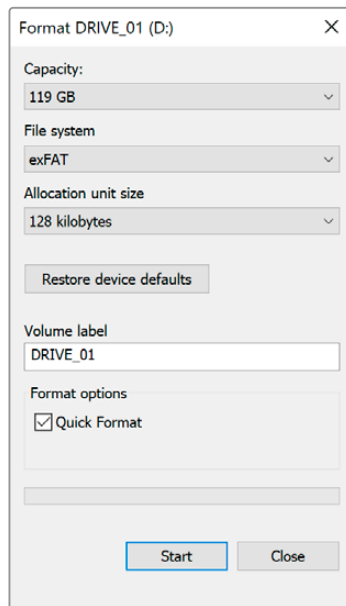 Format DRIVE_01 (D:)
Capacity:
119 GB
File system
exFAT
Allocation unit size
128 kilobytes
Restore device defaults
Volume label
DRIVE_01
Format options
Quick Format
Start Close